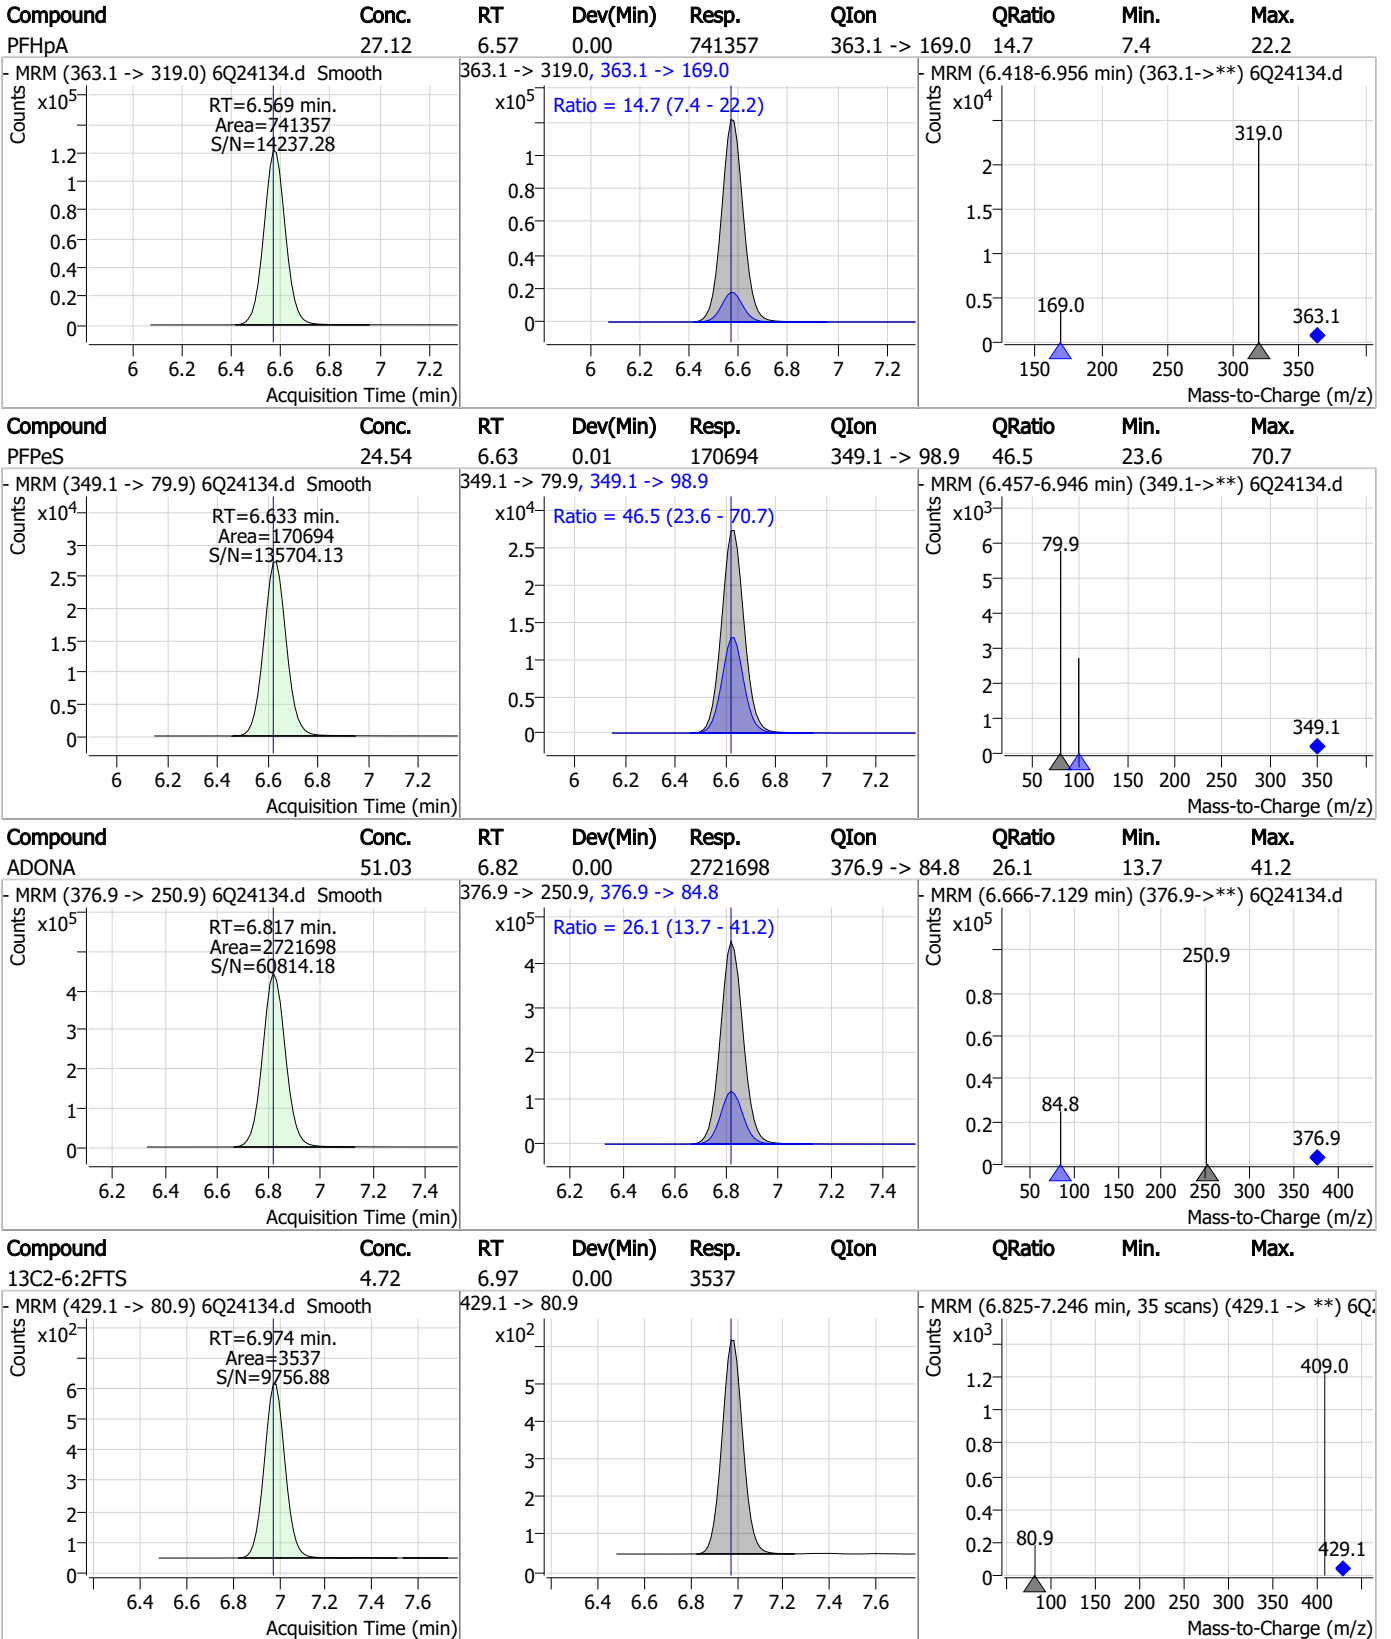 Compound Conc. RT Dev(Min) Resp. QIon QRatio Min. Max.
PFHpA 27.12 6.57 0.00 741357 363.1 -> 169.0 14.7 7.4 22.2
- MRM (363.1 -> 319.0) 6Q24134.d Smooth
Counts
x10^5
RT=6.569 min.
Area=741357
S/N=14237.28
1.2
1
0.8
0.6
0.4
0.2
0
6 6.2 6.4 6.6 6.8 7 7.2
Acquisition Time (min)
363.1 -> 319.0, 363.1 -> 169.0
x10^5
Ratio = 14.7 (7.4 - 22.2)
1
0.8
0.6
0.4
0.2
0
6 6.2 6.4 6.6 6.8 7 7.2
- MRM (6.418-6.956 min) (363.1->**) 6Q24134.d
Counts
x10^4
319.0
2
1.5
1
0.5
169.0
363.1
0
150 200 250 300 350
Mass-to-Charge (m/z)
Compound Conc. RT Dev(Min) Resp. QIon QRatio Min. Max.
PFPeS 24.54 6.63 0.01 170694 349.1 -> 98.9 46.5 23.6 70.7
- MRM (349.1 -> 79.9) 6Q24134.d Smooth
Counts
x10^4
RT=6.633 min.
Area=170694
S/N=135704.13
3
2.5
2
1.5
1
0.5
0
6 6.2 6.4 6.6 6.8 7 7.2
Acquisition Time (min)
349.1 -> 79.9, 349.1 -> 98.9
x10^4
Ratio = 46.5 (23.6 - 70.7)
2.5
2
1.5
1
0.5
0
6 6.2 6.4 6.6 6.8 7 7.2
- MRM (6.457-6.946 min) (349.1->**) 6Q24134.d
Counts
x10^3
79.9
6
5
4
3
2
1
349.1
0
50 100 150 200 250 300 350
Mass-to-Charge (m/z)
Compound Conc. RT Dev(Min) Resp. QIon QRatio Min. Max.
ADONA 51.03 6.82 0.00 2721698 376.9 -> 84.8 26.1 13.7 41.2
- MRM (376.9 -> 250.9) 6Q24134.d Smooth
Counts
x10^5
RT=6.817 min.
Area=2721698
S/N=60814.18
4
3
2
1
0
6.2 6.4 6.6 6.8 7 7.2 7.4
Acquisition Time (min)
376.9 -> 250.9, 376.9 -> 84.8
x10^5
Ratio = 26.1 (13.7 - 41.2)
4
3
2
1
0
6.2 6.4 6.6 6.8 7 7.2 7.4
- MRM (6.666-7.129 min) (376.9->**) 6Q24134.d
Counts
x10^5
250.9
0.8
0.6
0.4
84.8
0.2
376.9
0
50 100 150 200 250 300 350 400
Mass-to-Charge (m/z)
Compound Conc. RT Dev(Min) Resp. QIon QRatio Min. Max.
13C2-6:2FTS 4.72 6.97 0.00 3537
- MRM (429.1 -> 80.9) 6Q24134.d Smooth
Counts
x10^2
RT=6.974 min.
Area=3537
S/N=9756.88
6
5
4
3
2
1
0
6.4 6.6 6.8 7 7.2 7.4 7.6
Acquisition Time (min)
429.1 -> 80.9
x10^2
5
4
3
2
1
0
6.4 6.6 6.8 7 7.2 7.4 7.6
- MRM (6.825-7.246 min, 35 scans) (429.1 -> **) 6Q2
Counts
x10^3
409.0
1.2
1
0.8
0.6
0.4
80.9
0.2
429.1
0
100 150 200 250 300 350 400
Mass-to-Charge (m/z)